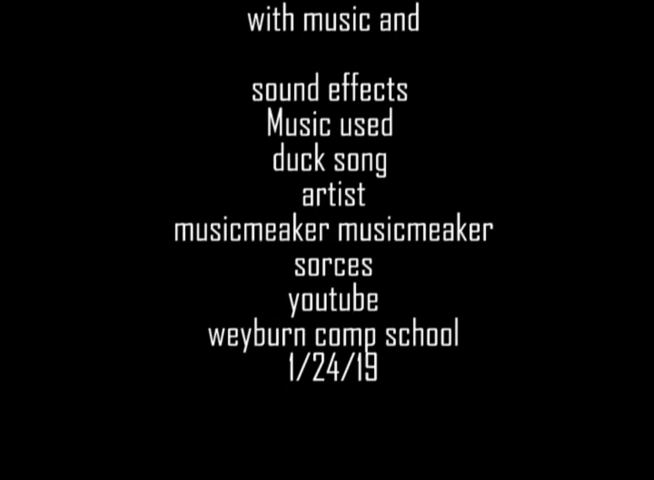 with music and
sound effects
Music used
duck song
artist
musicmeaker musicmeaker
sorces
youtube
weyburn comp school
1/24/19